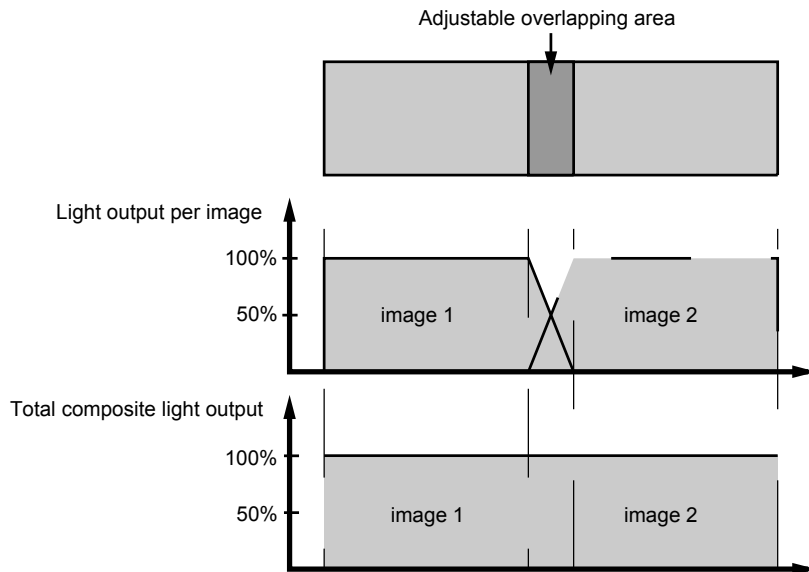 Adjustable overlapping area
Light output per image
100%
50%
image 1
image 2
Total composite light output
100%
50%
image 1
image 2